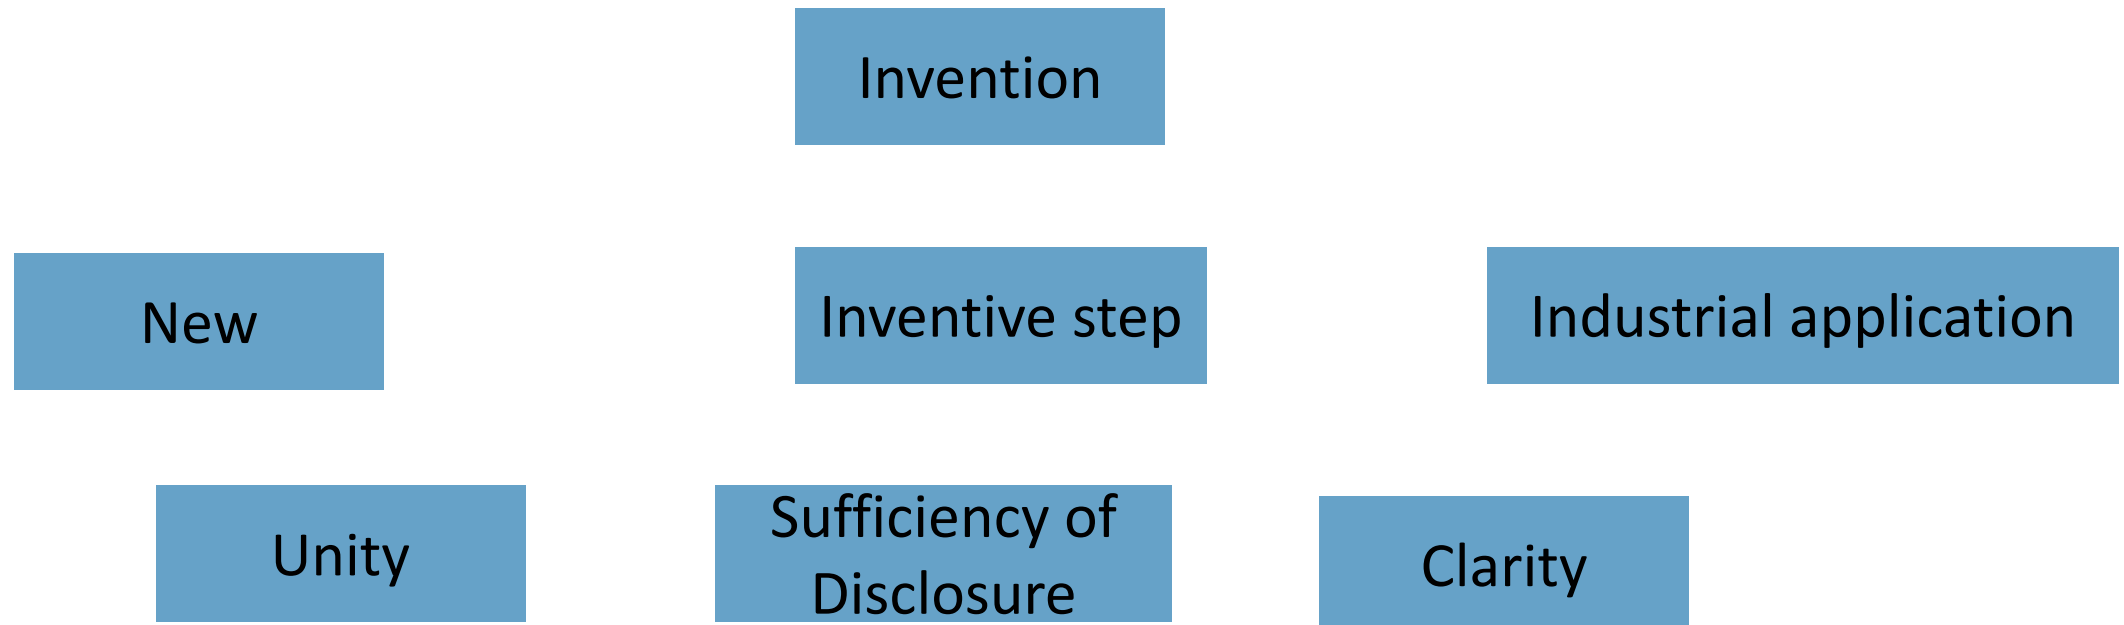 Invention
New
Inventive step
Industrial application
Unity
Sufficiency of
Disclosure
Clarity